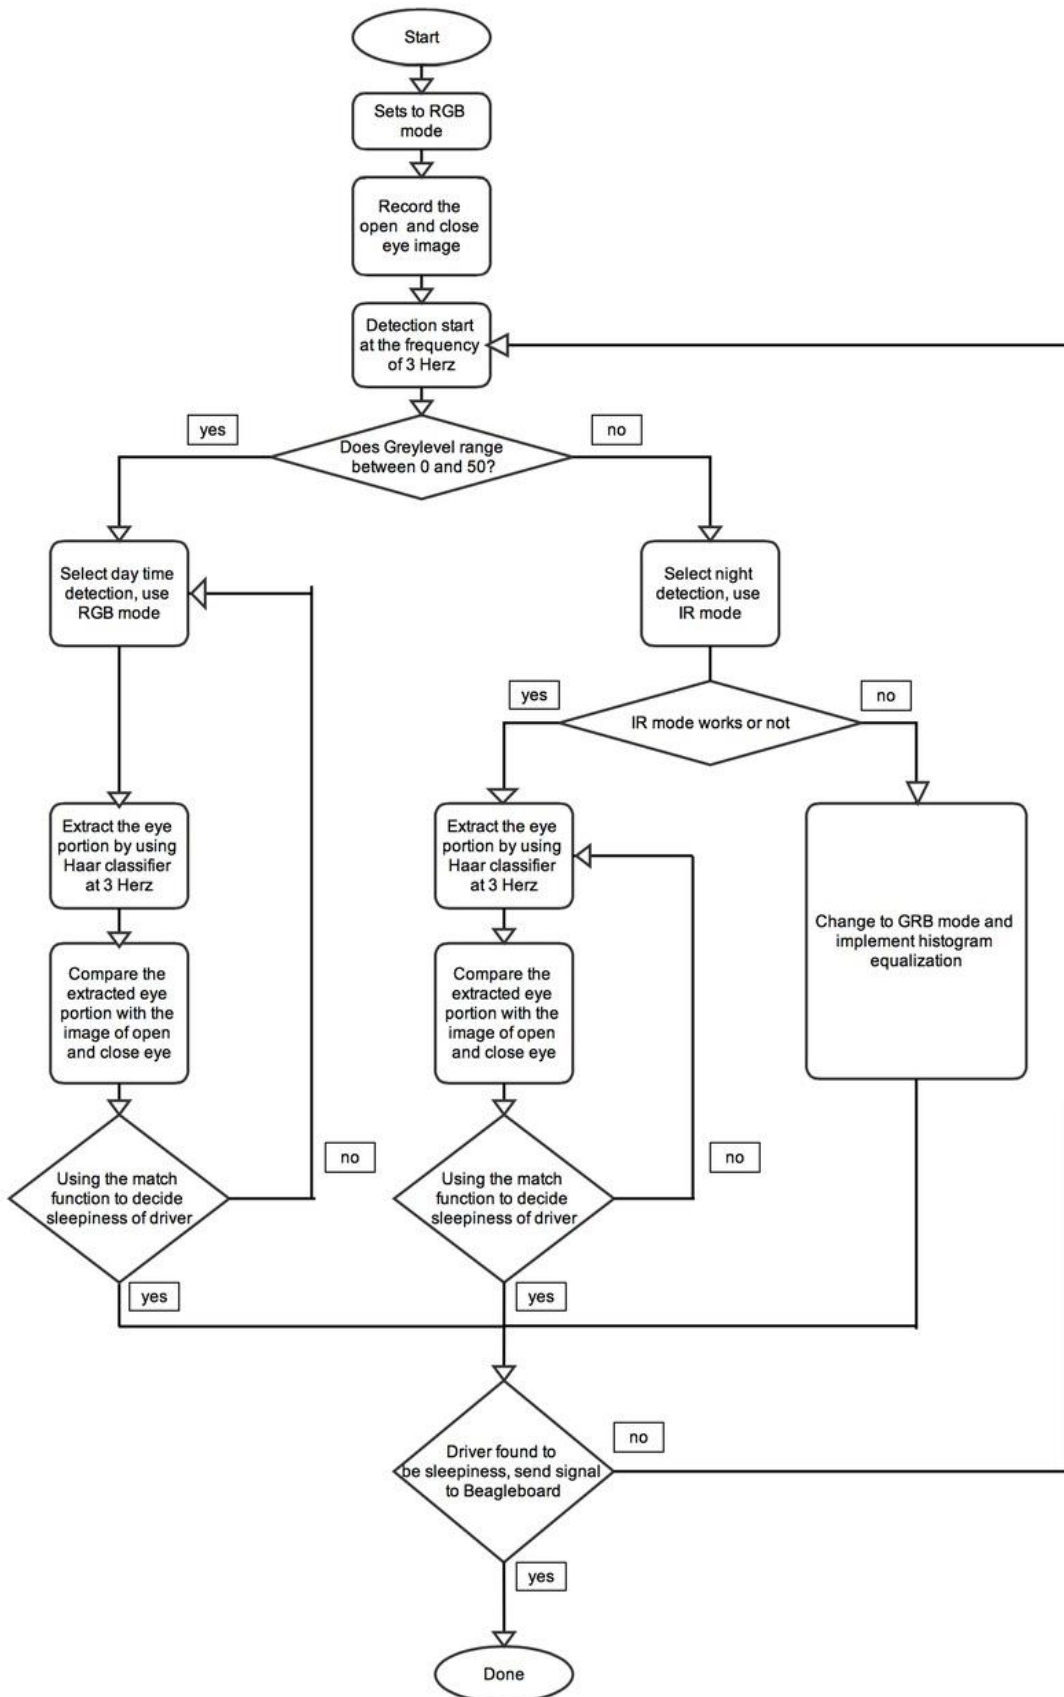 Start
Sets to RGB
mode
Record the
open and close
eye image
Detection start
at the frequency
of 3 Herz
yes
no
Does Greylevel range
between 0 and 50?
Select day time
detection, use
RGB mode
Select night
detection, use
IR mode
yes
no
IR mode works or not
Extract the eye
portion by using
Haar classifier
at 3 Herz
Extract the eye
portion by using
Haar classifier
at 3 Herz
Change to GRB mode and
implement histogram
equalization
Compare the
extracted eye
portion with the
image of open
and close eye
Compare the
extracted eye
portion with the
image of open
and close eye
no
no
Using the match
function to decide
sleepiness of driver
Using the match
function to decide
sleepiness of driver
yes
yes
no
Driver found to
be sleepiness, send signal
to Beagleboard
yes
Done